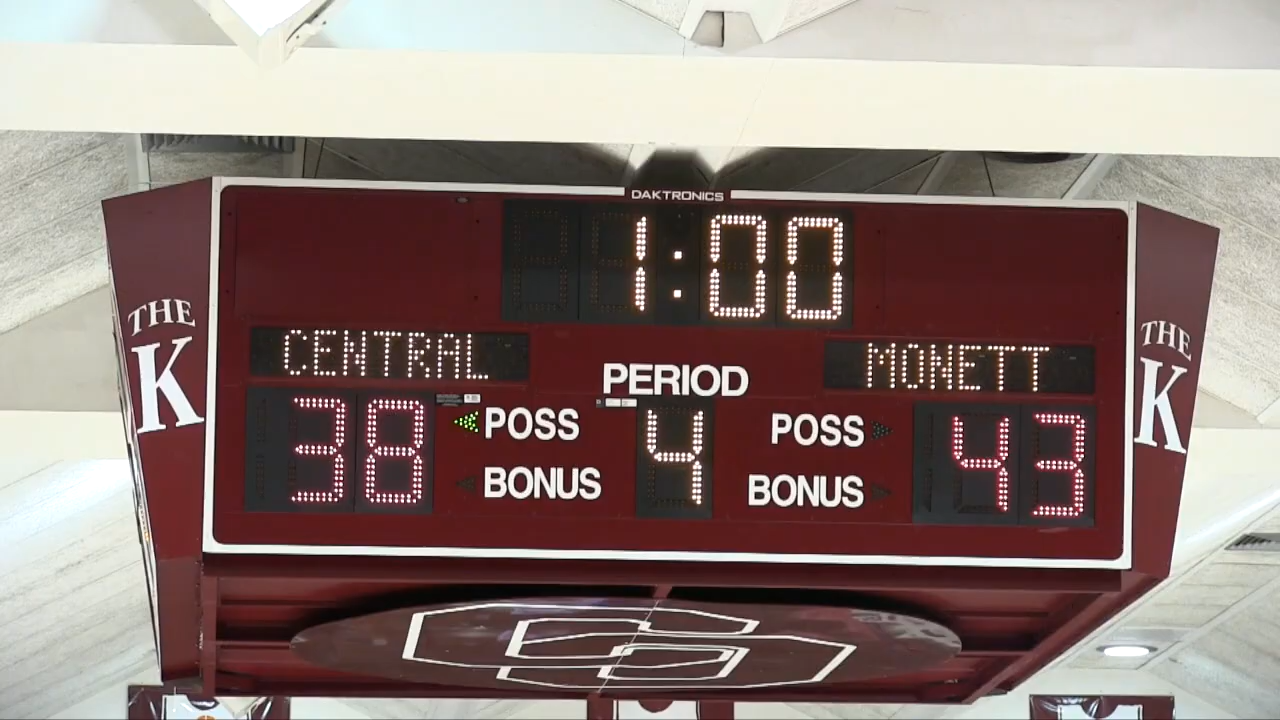 DAKTRONICS
1:00
THE
K
CENTRAL
PERIOD
MONETT
THE
K
38
POSS
4
POSS
43
BONUS
BONUS